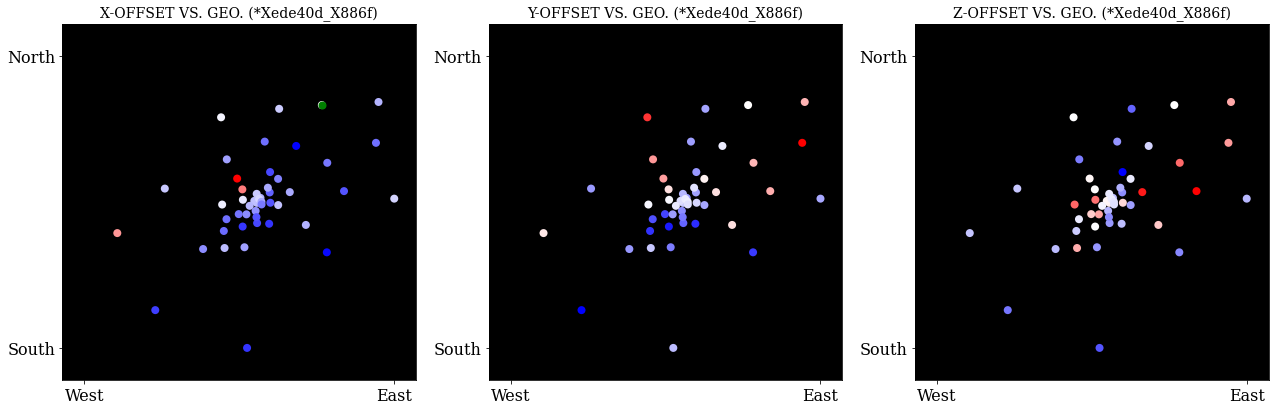 X-OFFSET VS. GEO. (*Xede40d_X886f)
North
South
West
East
Y-OFFSET VS. GEO. (*Xede40d_X886f)
North
South
West
East
Z-OFFSET VS. GEO. (*Xede40d_X886f)
North
South
West
East